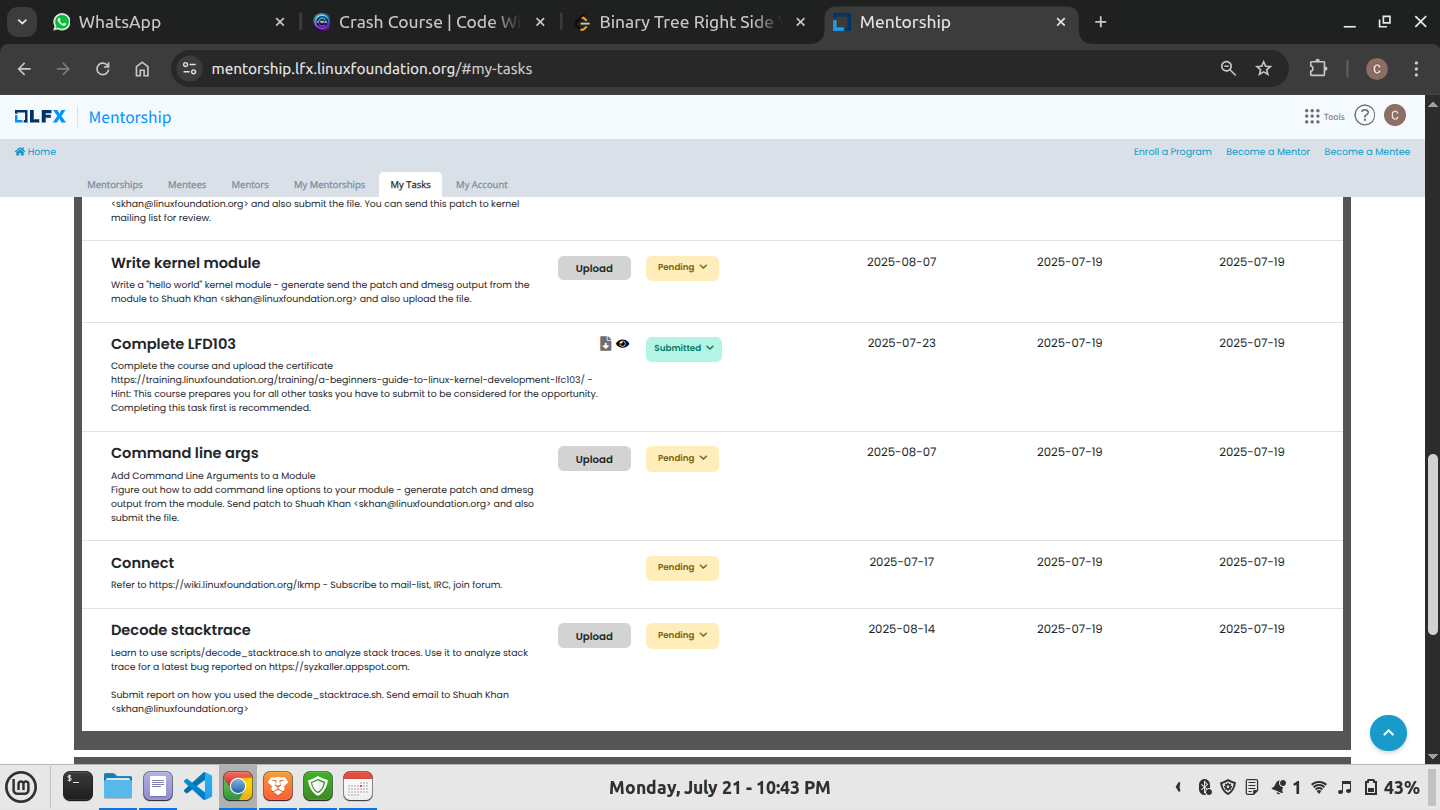 WhatsApp
Crash Course | Code Wi
Binary Tree Right Side
Mentorship
mentorship.lfx.linuxfoundation.org/#my-tasks
C
LFX Mentorship
Tools
?
C
Home
Enroll a Program
Become a Mentor
Become a Mentee
Mentorships
Mentees
Mentors
My Mentorships
My Tasks
My Account
<skhan@linuxfoundation.org> and also submit the file. You can send this patch to kernel
mailing list for review.
Write kernel module
Upload
Pending
2025-08-07
2025-07-19
2025-07-19
Write a "hello world" kernel module - generate send the patch and dmesg output from the
module to Shuah Khan <skhan@linuxfoundation.org> and also upload the file.
Complete LFD103
Submitted
2025-07-23
2025-07-19
2025-07-19
Complete the course and upload the certificate
https://training.linuxfoundation.org/training/a-beginners-guide-to-linux-kernel-development-lfc103/ -
Hint: This course prepares you for all other tasks you have to submit to be considered for the opportunity.
Completing this task first is recommended.
Command line args
Upload
Pending
2025-08-07
2025-07-19
2025-07-19
Add Command Line Arguments to a Module
Figure out how to add command line options to your module - generate patch and dmesg
output from the module. Send patch to Shuah Khan <skhan@linuxfoundation.org> and also
submit the file.
Connect
Pending
2025-07-17
2025-07-19
2025-07-19
Refer to https://wiki.linuxfoundation.org/lkmp - Subscribe to mail-list, IRC, join forum.
Decode stacktrace
Upload
Pending
2025-08-14
2025-07-19
2025-07-19
Learn to use scripts/decode_stacktrace.sh to analyze stack traces. Use it to analyze stack
trace for a latest bug reported on https://syzkaller.appspot.com.
Submit report on how you used the decode_stacktrace.sh. Send email to Shuah Khan
<skhan@linuxfoundation.org>
Monday, July 21 - 10:43 PM
1
43%